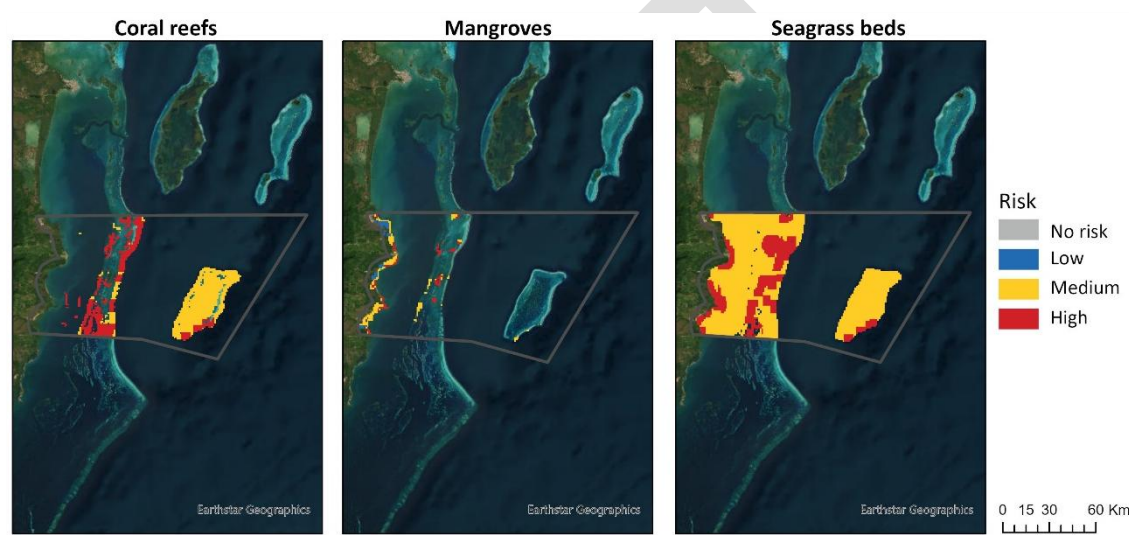 Coral reefs
Mangroves
Seagrass beds
Risk
No risk
Low
Medium
High
Earthstar Geographics
Earthstar Geographics
Earthstar Geographics
0 15 30 60 Km